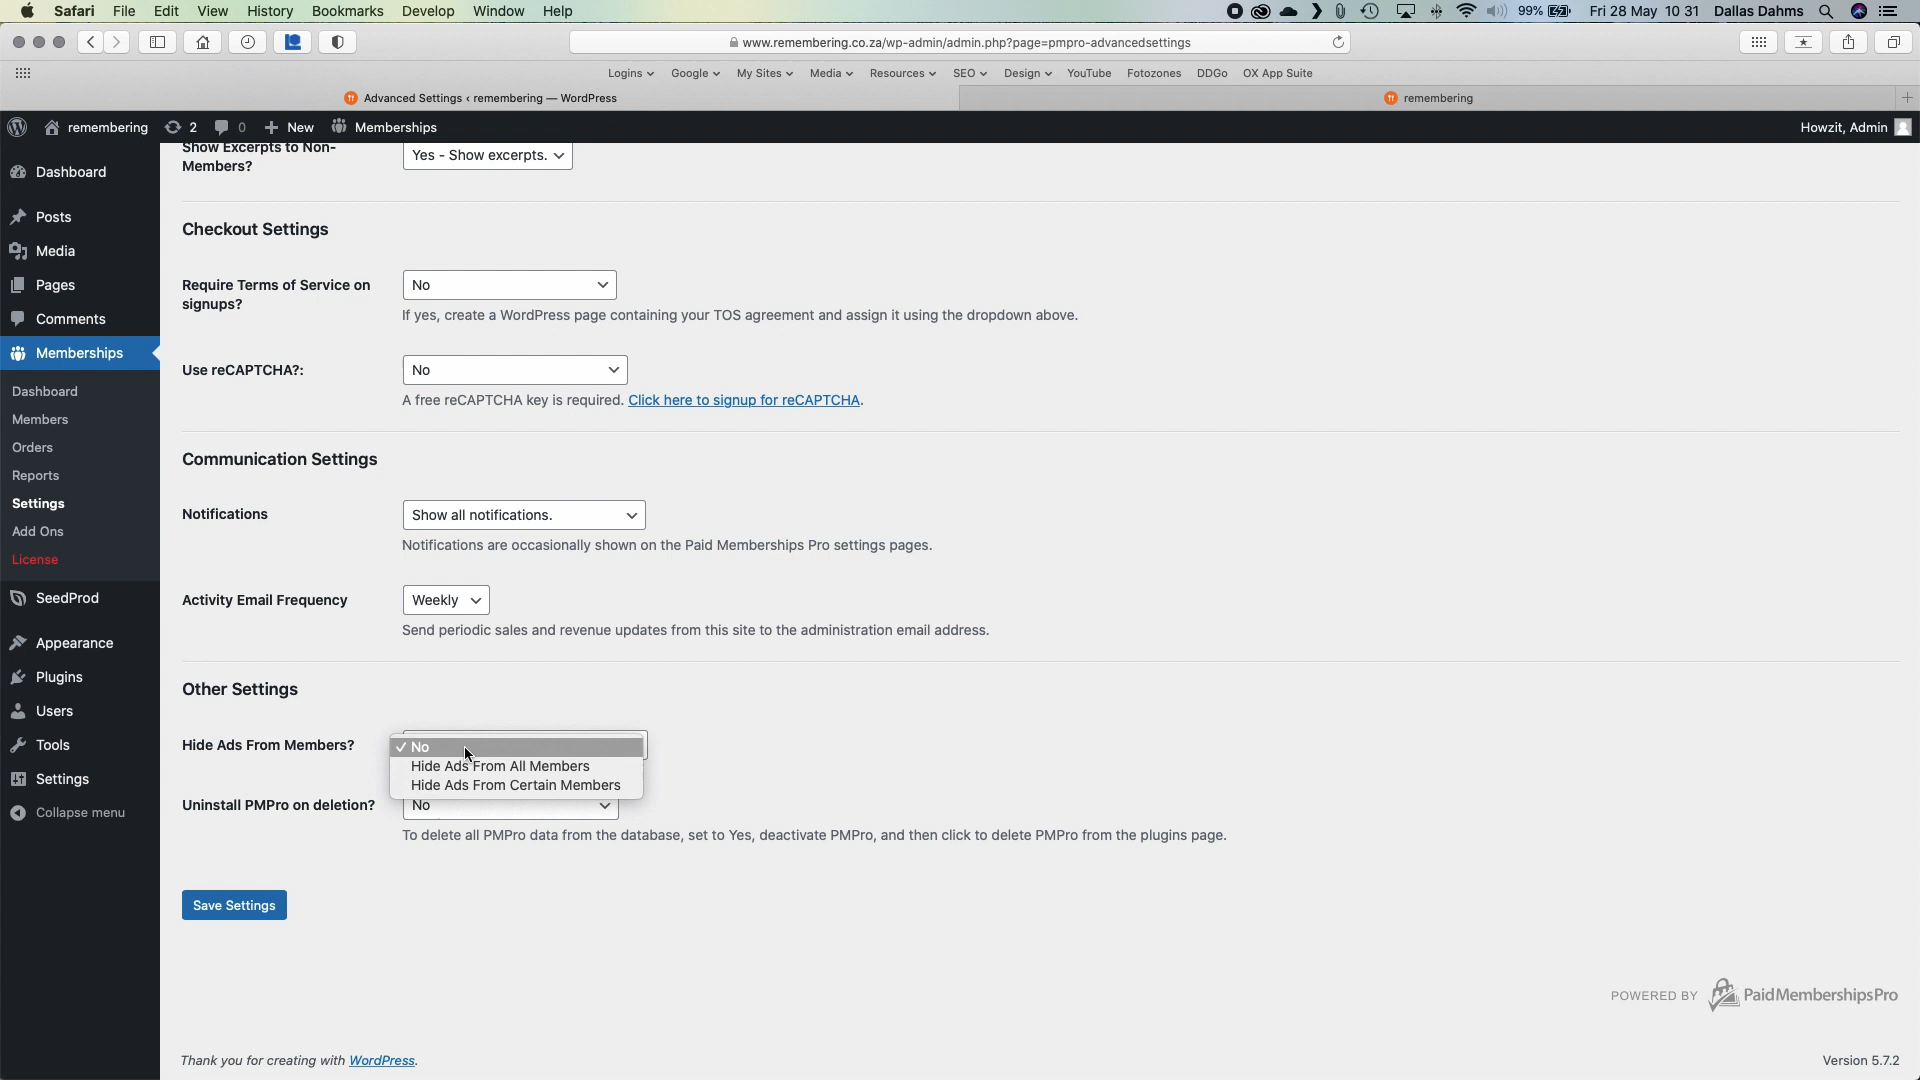 Safari File Edit View History Bookmarks Develop Window Help 99% Fri 28 May 10 31 Dallas Dahms
www.remembering.co.za/wp-admin/admin.php?page=pmpro-advancedsettings
Logins Google My Sites Media Resources SEO Design YouTube Fotozones DDGo OX App Suite
Advanced Settings ‹ remembering — WordPress
remembering
remembering 2 0 New Memberships Howzit, Admin
Dashboard
Posts
Media
Pages
Comments
Memberships
Dashboard
Members
Orders
Reports
Settings
Add Ons
License
SeedProd
Appearance
Plugins
Users
Tools
Settings
Collapse menu
Show Excerpts to Non-
Members?
Yes - Show excerpts.
Checkout Settings
Require Terms of Service on
signups?
No
If yes, create a WordPress page containing your TOS agreement and assign it using the dropdown above.
Use reCAPTCHA?:
No
A free reCAPTCHA key is required. Click here to signup for reCAPTCHA.
Communication Settings
Notifications
Show all notifications.
Notifications are occasionally shown on the Paid Memberships Pro settings pages.
Activity Email Frequency
Weekly
Send periodic sales and revenue updates from this site to the administration email address.
Other Settings
Hide Ads From Members?
✓ No
Hide Ads From All Members
Hide Ads From Certain Members
Uninstall PMPro on deletion?
No
To delete all PMPro data from the database, set to Yes, deactivate PMPro, and then click to delete PMPro from the plugins page.
Save Settings
POWERED BY PaidMembershipsPro
Thank you for creating with WordPress.
Version 5.7.2